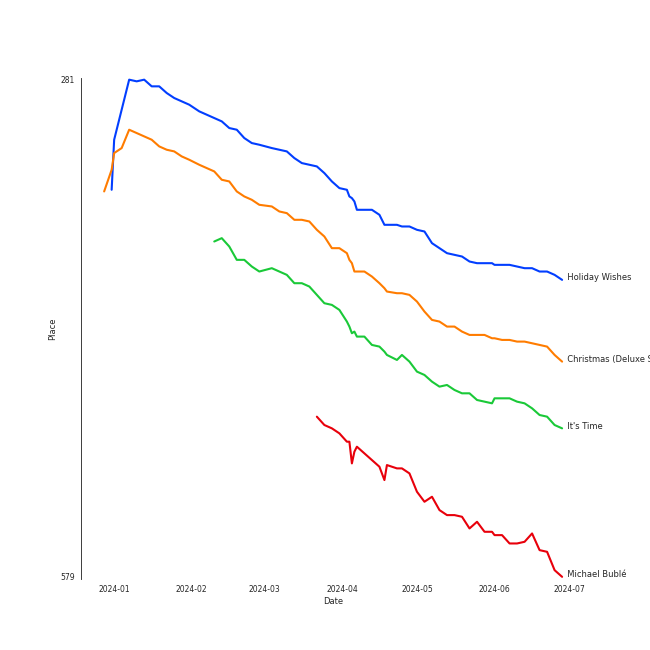 281
Holiday Wishes
Place
Christmas (Deluxe S
It's Time
Michael Bublé
579
2024-01 2024-02 2024-03 2024-04 2024-05 2024-06 2024-07
Date